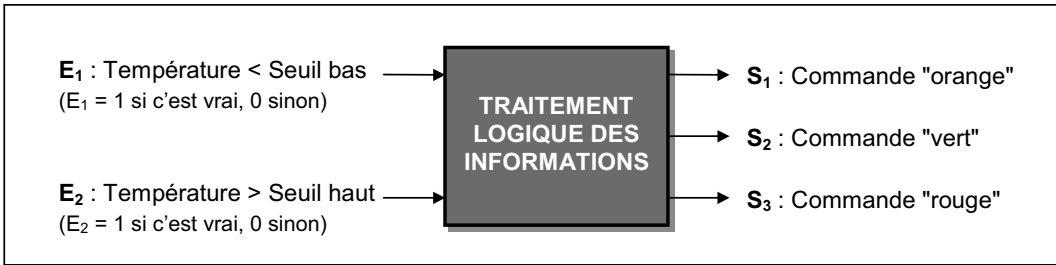 E₁ : Température < Seuil bas
(E₁ = 1 si c'est vrai, 0 sinon)
E₂ : Température > Seuil haut
(E₂ = 1 si c'est vrai, 0 sinon)
TRAITEMENT
LOGIQUE DES
INFORMATIONS
S₁ : Commande "orange"
S₂ : Commande "vert"
S₃ : Commande "rouge"